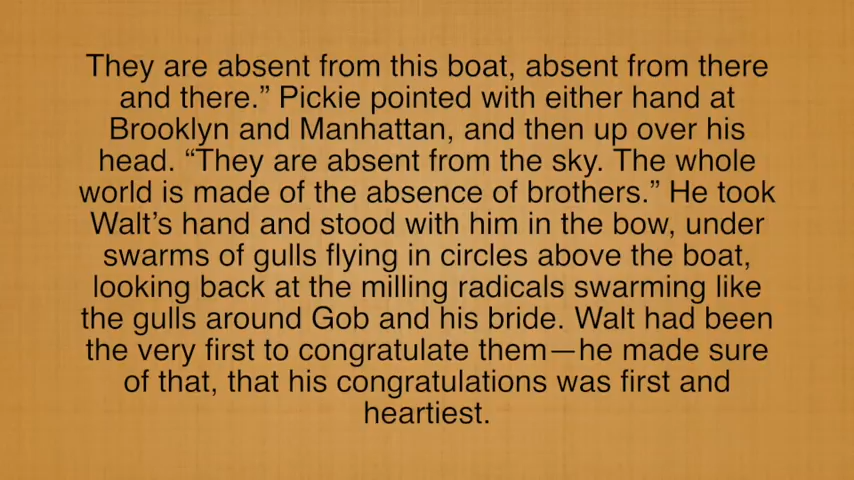 They are absent from this boat, absent from there
and there.” Pickie pointed with either hand at
Brooklyn and Manhattan, and then up over his
head. “They are absent from the sky. The whole
world is made of the absence of brothers.” He took
Walt’s hand and stood with him in the bow, under
swarms of gulls flying in circles above the boat,
looking back at the milling radicals swarming like
the gulls around Gob and his bride. Walt had been
the very first to congratulate them—he made sure
of that, that his congratulations was first and
heartiest.